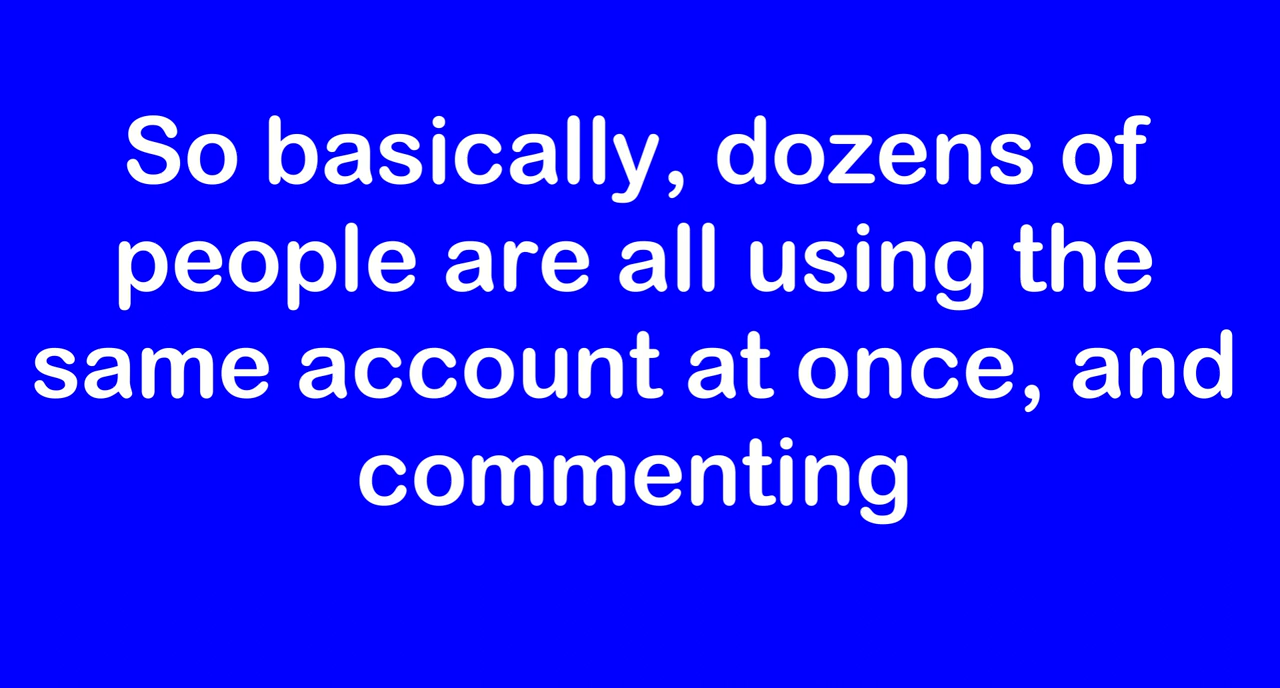 So basically, dozens of
people are all using the
same account at once, and
commenting